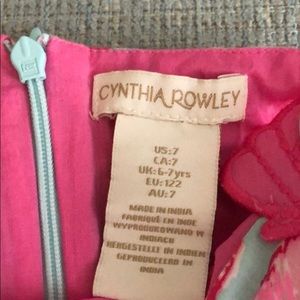 CYNTHIA ROWLEY
US:7
CA:7
UK:6-7yrs
EU:122
AU:7
MADE IN INDIA
FABRIQUÉ EN INDE
WYPRODUKOWANO W
INDIACH
HERGESTELLT IN INDIEN
GEPRODUCEERD IN
INDIA